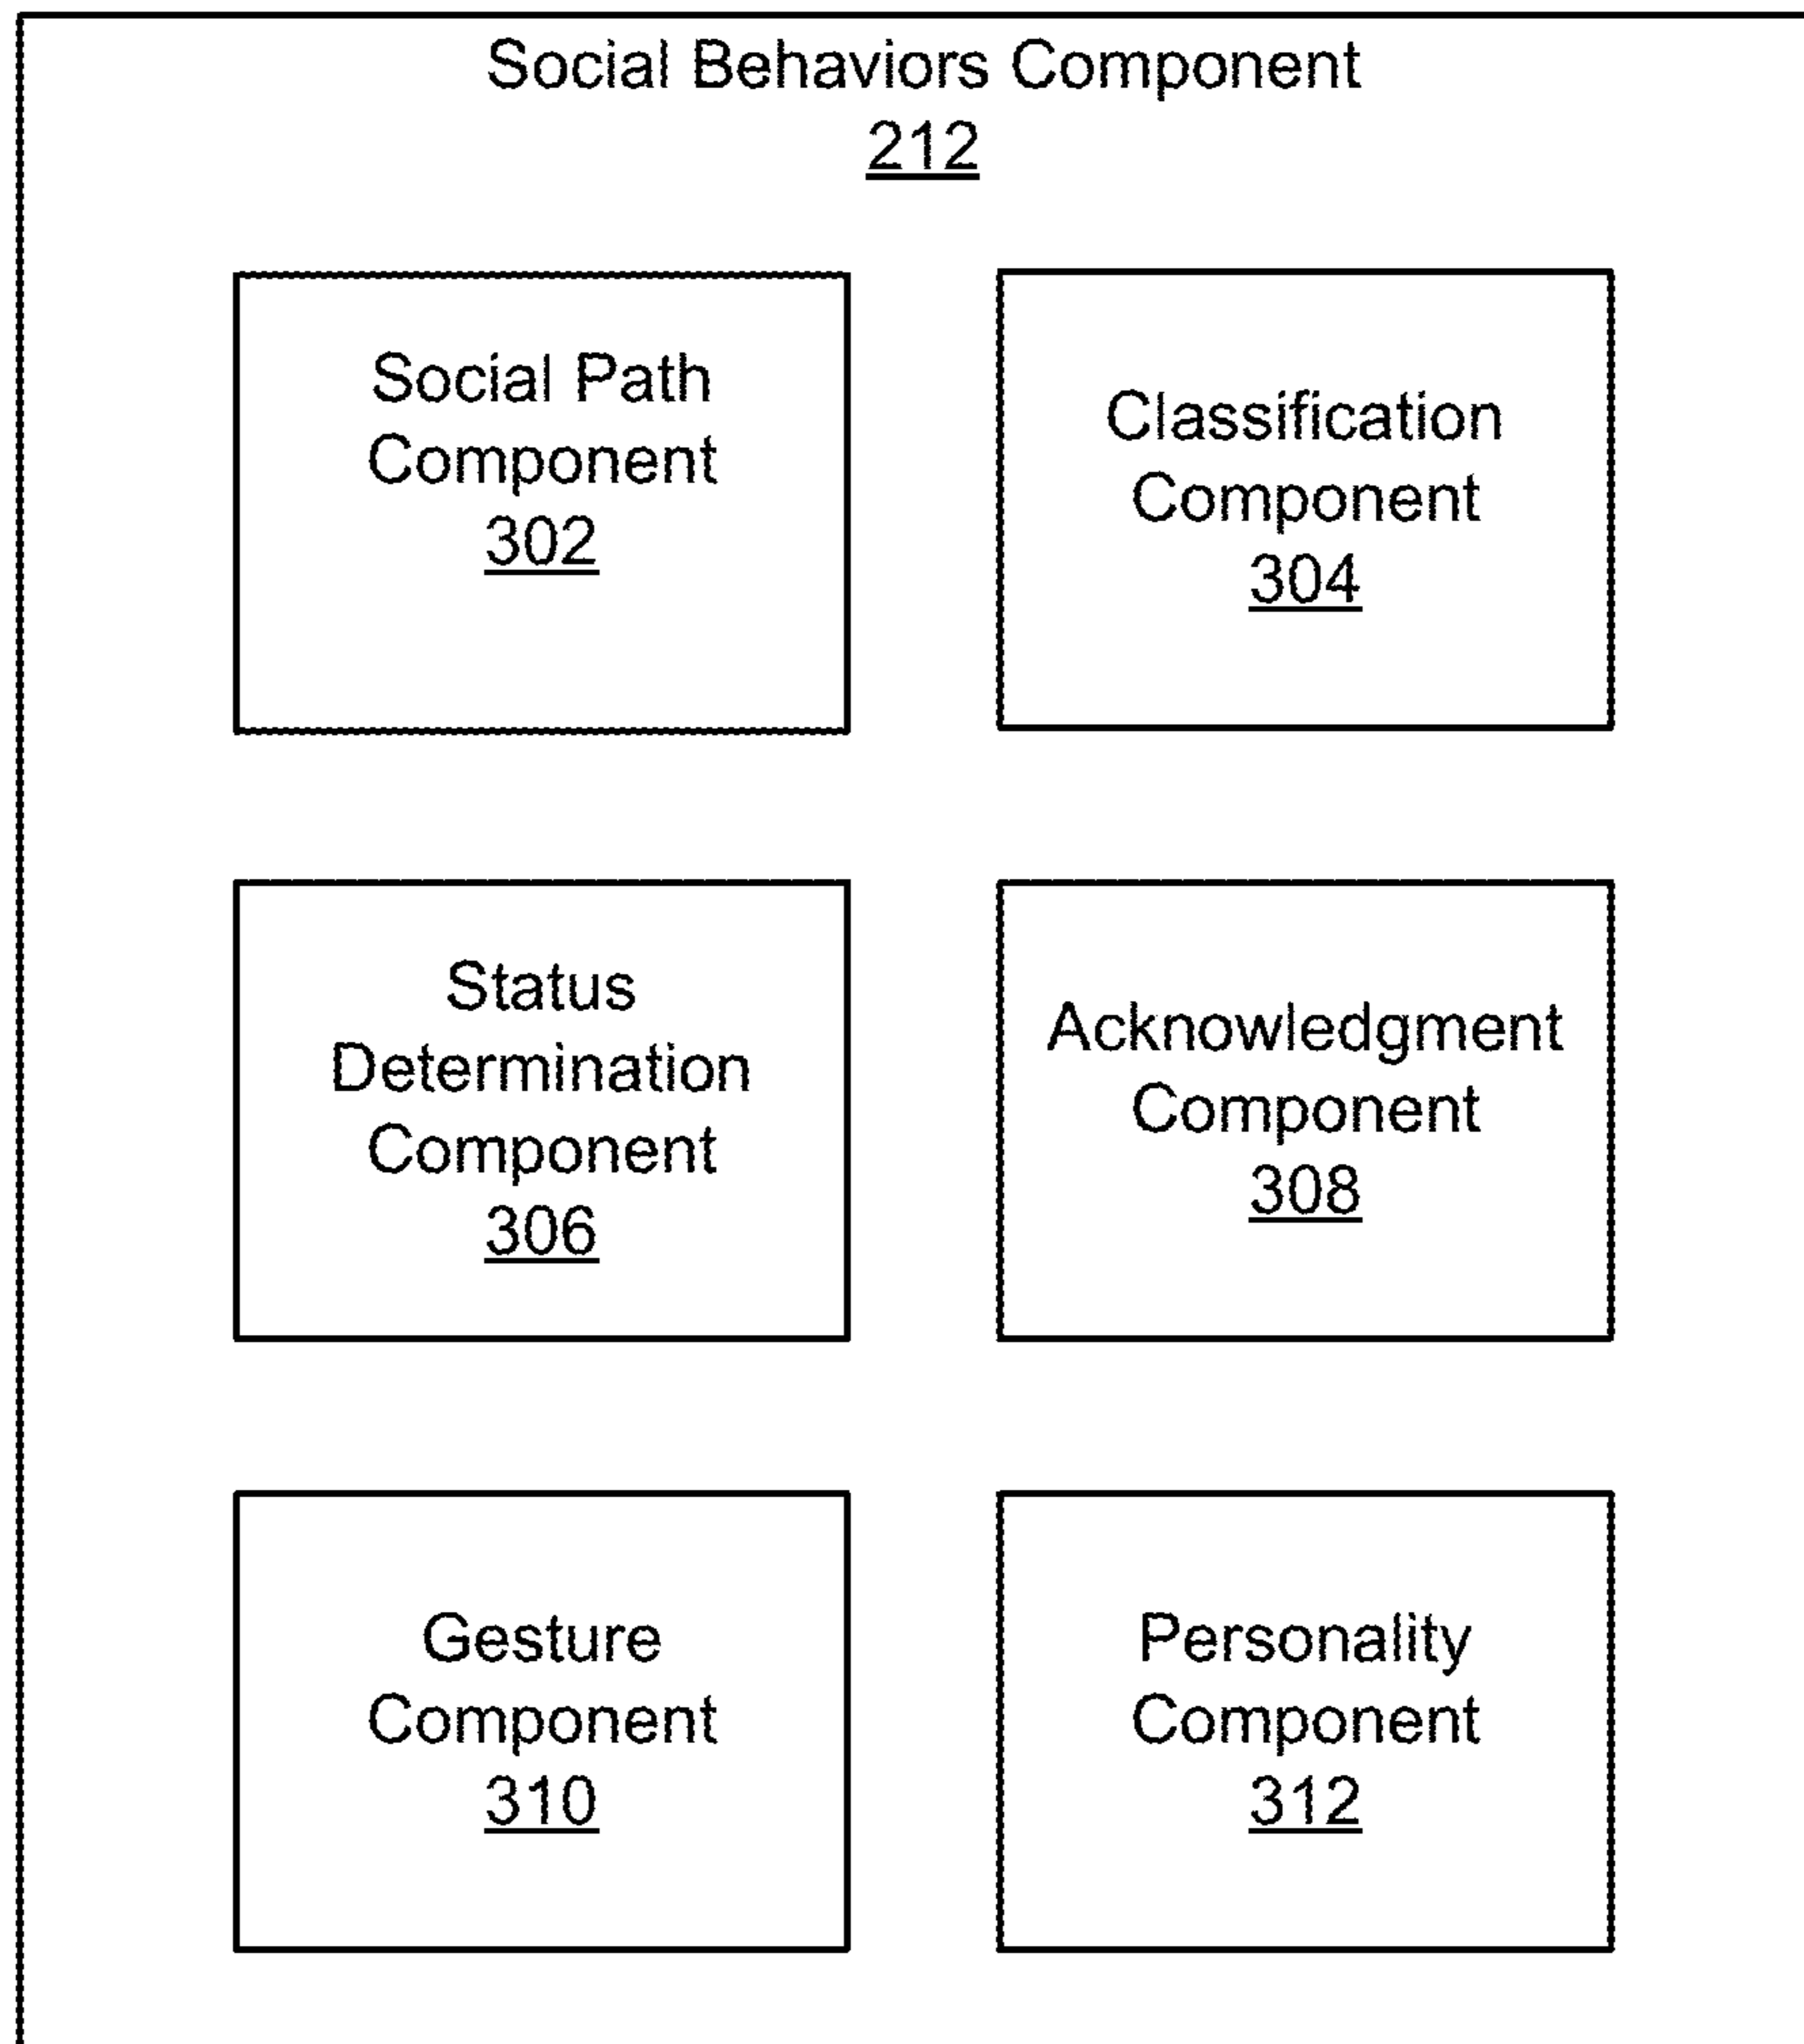 Social Behaviors Component
212
Social Path
Component
302
Classification
Component
304
Status
Determination
Component
306
Acknowledgment
Component
308
Gesture
Component
310
Personality
Component
312